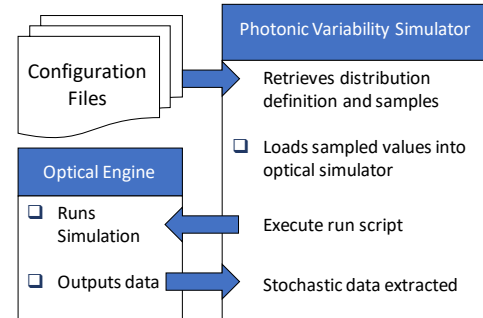 Photonic Variability Simulator
Configuration
Files
Retrieves distribution
definition and samples
Loads sampled values into
optical simulator
Optical Engine
Runs
Simulation
Execute run script
Outputs data
Stochastic data extracted